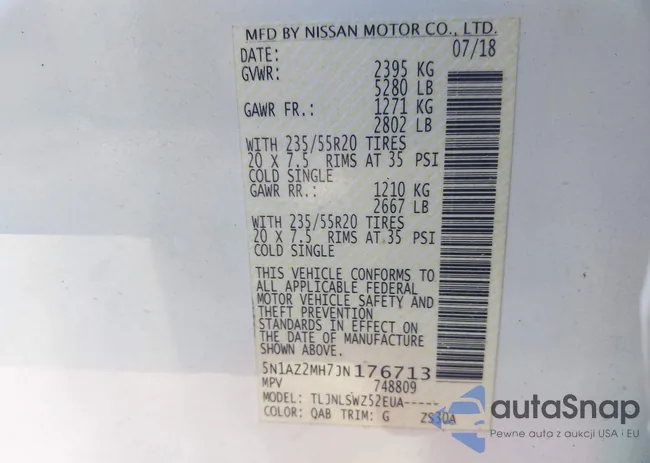 MFD BY NISSAN MOTOR CO., LTD.
DATE: 07/18
GVWR: 2395 KG
5280 LB
GAWR FR.: 1271 KG
2802 LB
WITH 235/55R20 TIRES
20 X 7.5 RIMS AT 35 PSI
COLD SINGLE
GAWR RR.: 1210 KG
2667 LB
WITH 235/55R20 TIRES
20 X 7.5 RIMS AT 35 PSI
COLD SINGLE
THIS VEHICLE CONFORMS TO
ALL APPLICABLE FEDERAL
MOTOR VEHICLE SAFETY AND
THEFT PREVENTION
STANDARDS IN EFFECT ON
THE DATE OF MANUFACTURE
SHOWN ABOVE.
5N1AZ2MH7JN176713
MPV 748809
MODEL: TLJNLSWZ52EUA-----
COLOR: QAB TRIM: G ZS30A
autoSnap
Pewne auta z aukcji USA i EU